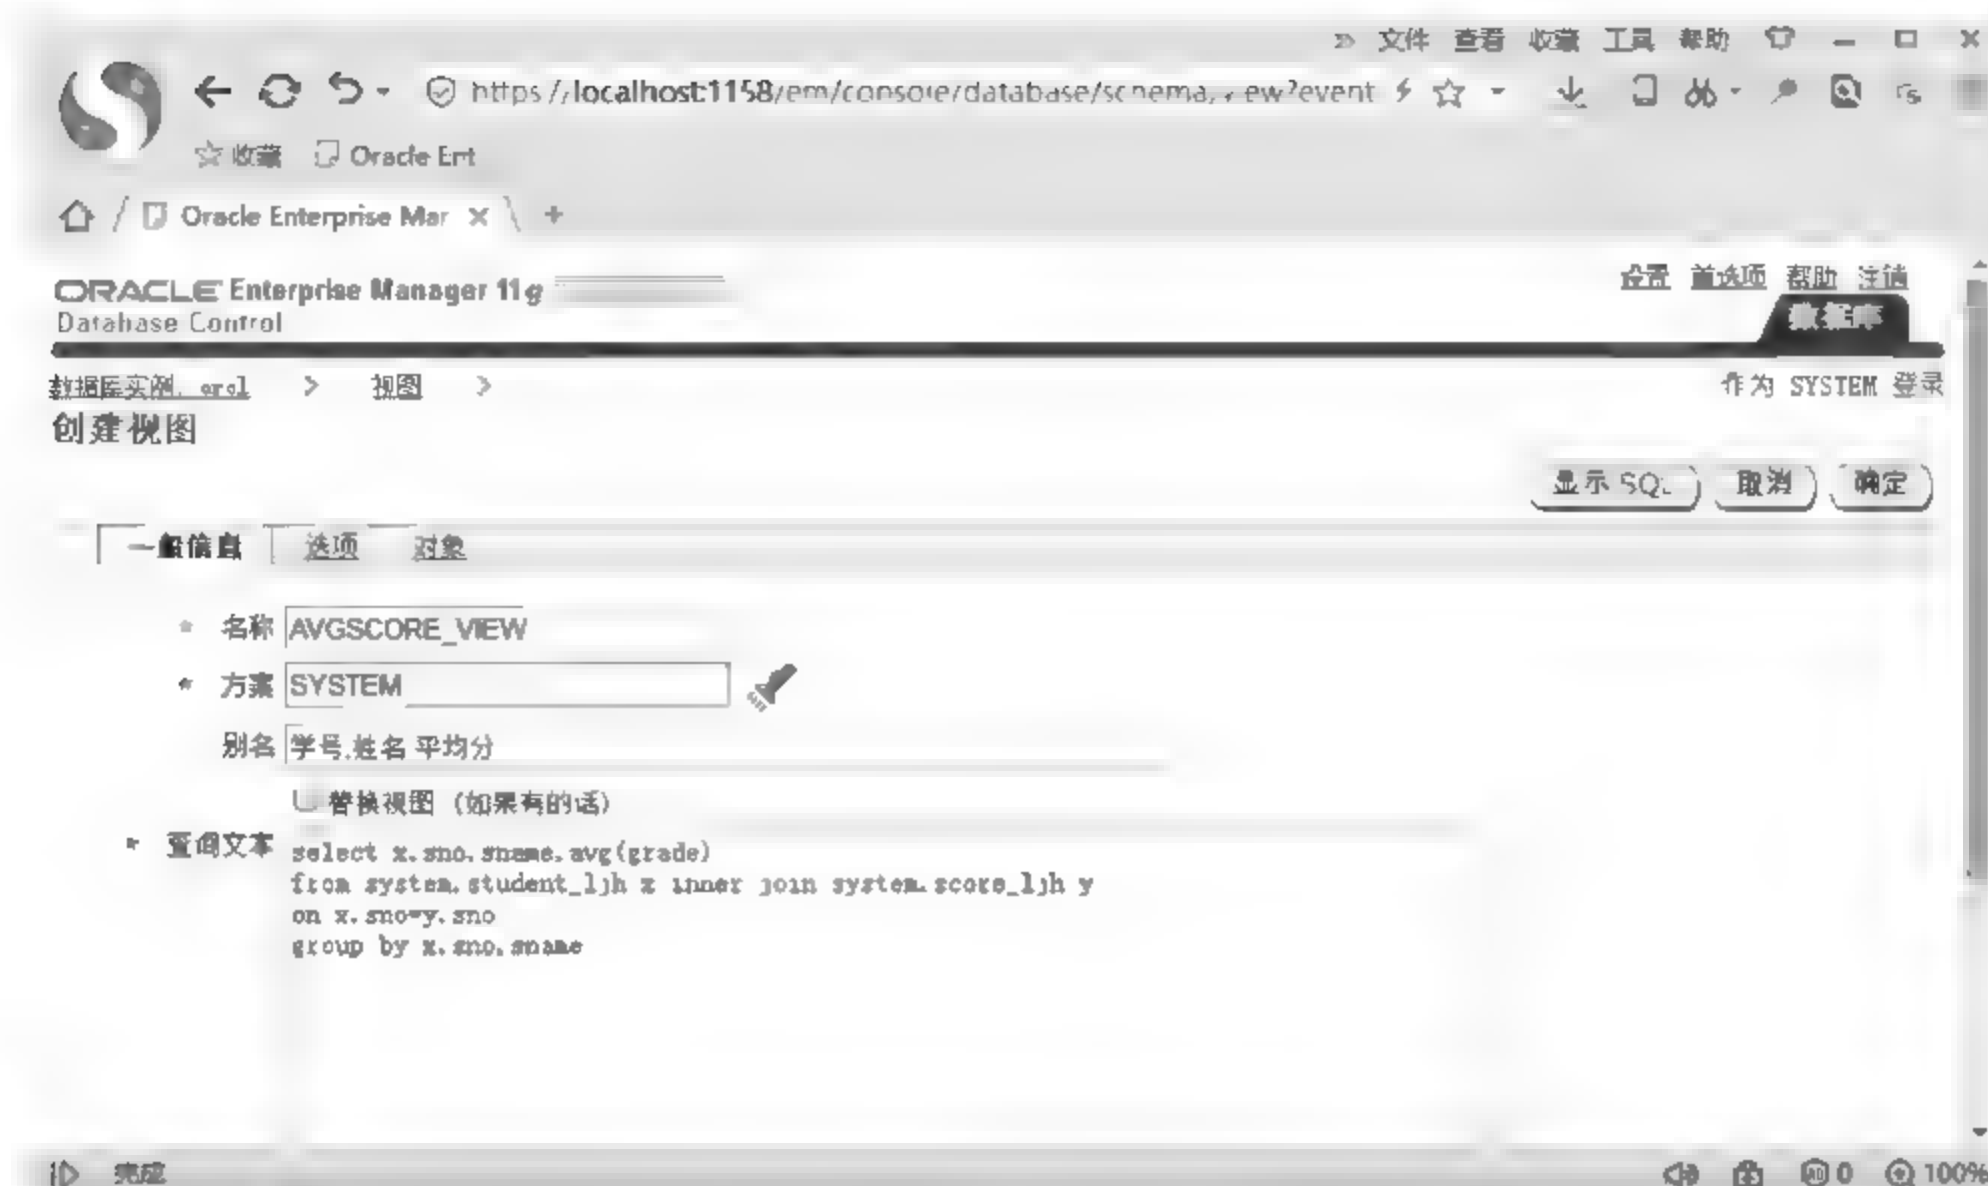 文件 查看 收藏 工具 帮助
https://localhost:1158/em/console/database/schema/view?event
收藏 Oracle Ent
Oracle Enterprise Mar
ORACLE Enterprise Manager 11g
Database Control
设置 首选项 帮助 注销
数据库
数据库实例: orcl > 视图 >
作为 SYSTEM 登录
创建视图
显示 SQL 取消 确定
一般信息 选项 对象
* 名称 AVGSCORE_VIEW
* 方案 SYSTEM
别名 学号,姓名,平均分
替换视图 (如果有的话)
* 查询文本 select x.sno,sname,avg(grade)
from system.student_ljh x inner join system.score_ljh y
on x.sno=y.sno
group by x.sno,sname
完成
0 100%